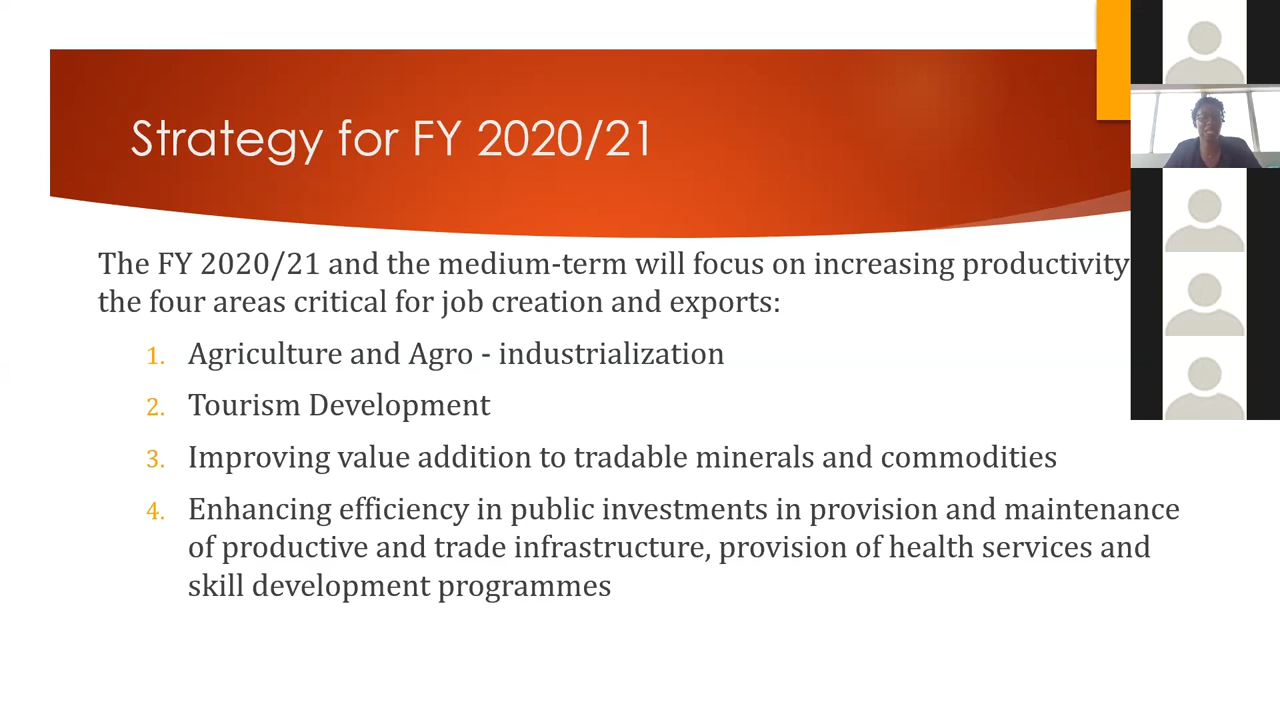 Strategy for FY 2020/21
The FY 2020/21 and the medium-term will focus on increasing productivity
the four areas critical for job creation and exports:
1. Agriculture and Agro - industrialization
2. Tourism Development
3. Improving value addition to tradable minerals and commodities
4. Enhancing efficiency in public investments in provision and maintenance
of productive and trade infrastructure, provision of health services and
skill development programmes